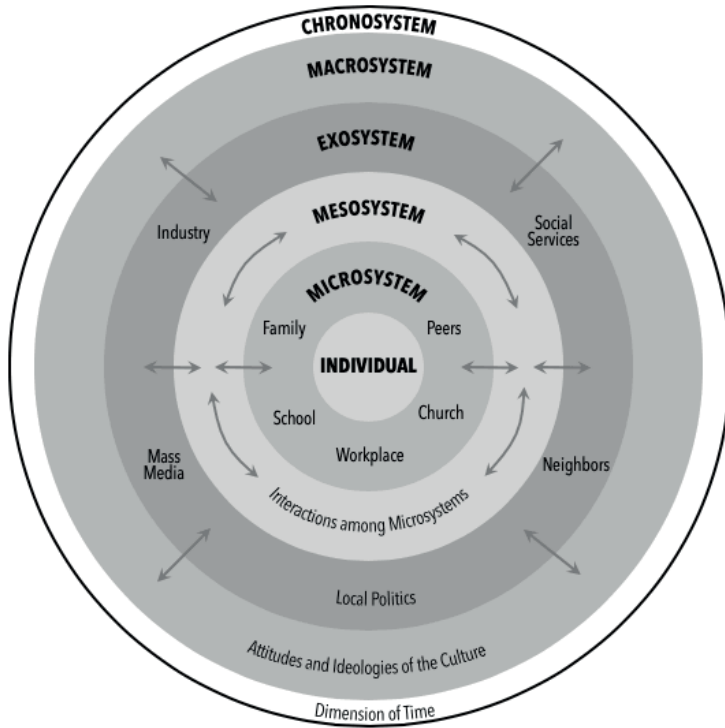 CHRONOSYSTEM
MACROSYSTEM
EXOSYSTEM
MESOSYSTEM
Industry
Social
Services
MICROSYSTEM
Family
Peers
INDIVIDUAL
School
Church
Workplace
Mass
Media
Neighbors
Interactions among Microsystems
Local Politics
Attitudes and Ideologies of the Culture
Dimension of Time